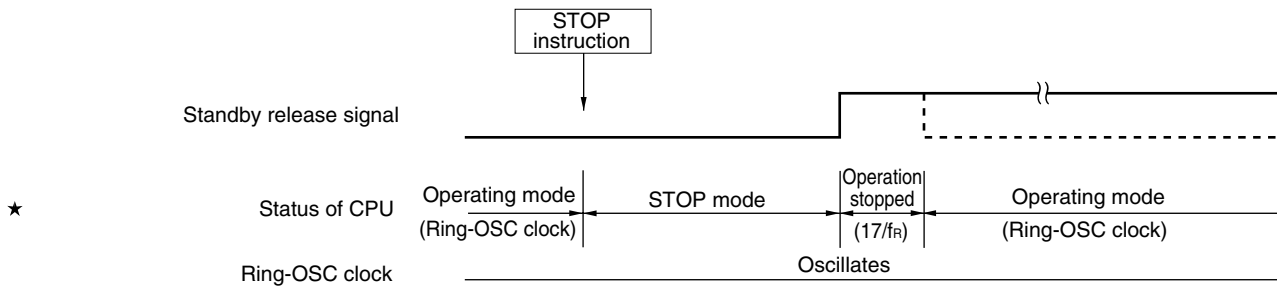 STOP
instruction
Standby release signal
★ Status of CPU
Operating mode
(Ring-OSC clock)
STOP mode
Operation
stopped
(17/fR)
Operating mode
(Ring-OSC clock)
Ring-OSC clock
Oscillates